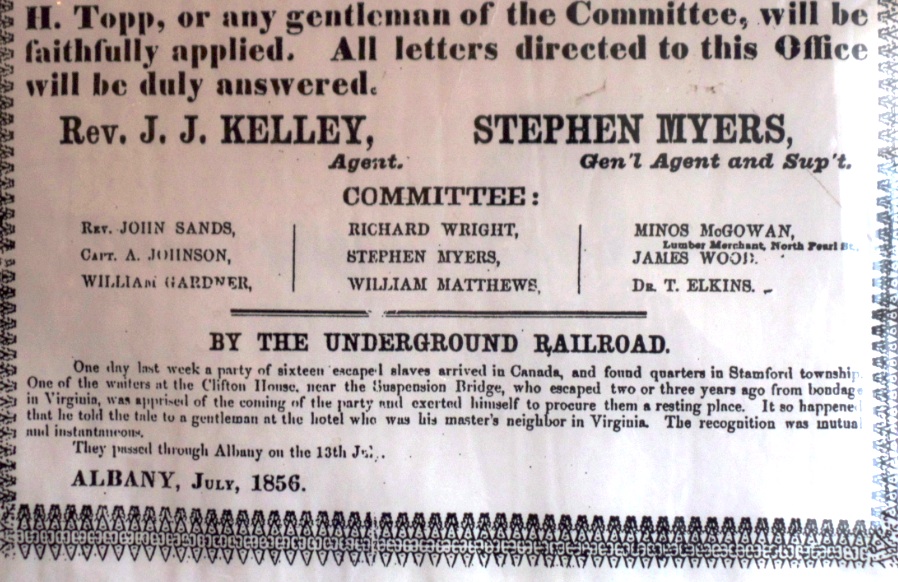 H. Topp, or any gentleman of the Committee, will be
faithfully applied. All letters directed to this Office
will be duly answered.
Rev. J. J. KELLEY,
Agent.
STEPHEN MYERS,
Gen'l Agent and Sup't.
COMMITTEE:
Rev. JOHN SANDS,
Capt. A. JOHNSON,
WILLIAM GARDNER,
RICHARD WRIGHT,
STEPHEN MYERS,
WILLIAM MATTHEWS,
MINOS McGOWAN,
Lumber Merchant, North Pearl St.
JAMES WOOD.
Dr. T. ELKINS.
BY THE UNDERGROUND RAILROAD.
One day last week a party of sixteen escaped slaves arrived in Canada, and found quarters in Stamford township.
One of the waiters at the Clifton House, near the Suspension Bridge, who escaped two or three years ago from bondage
in Virginia, was apprised of the coming of the party and exerted himself to procure them a resting place. It so happene
that he told the tale to a gentleman at the hotel who was his master's neighbor in Virginia. The recognition was mutual
and instantaneous.
They passed through Albany on the 13th
ALBANY, July, 1856.